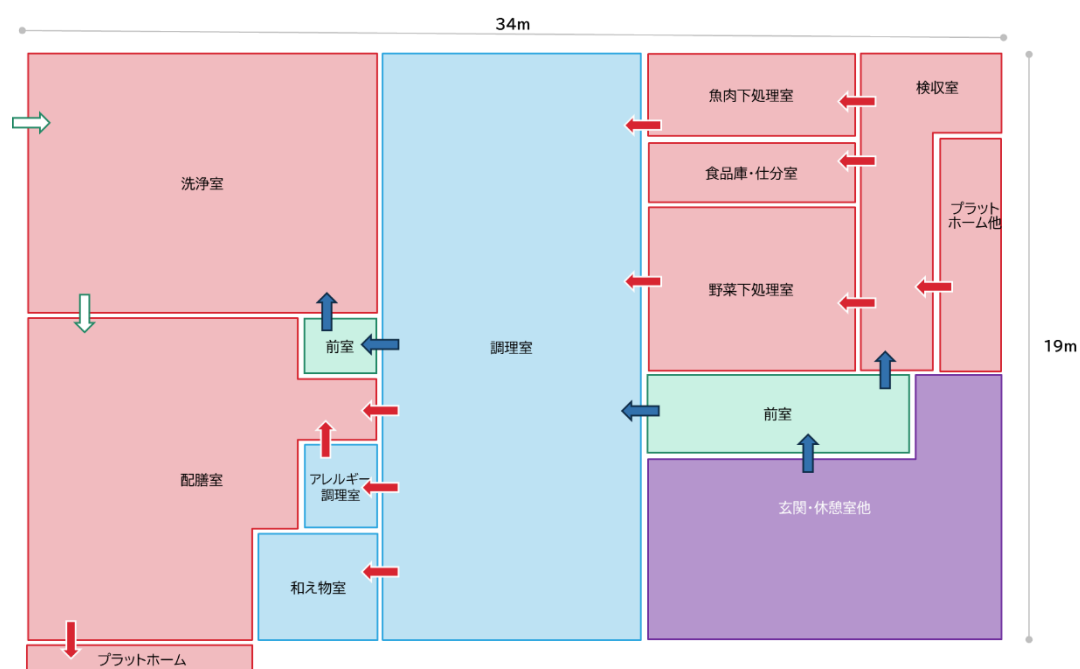 34m
魚肉下処理室
検収室
洗浄室
食品庫・仕分室
プラット
ホーム他
野菜下処理室
前室
調理室
19m
前室
配膳室
アレルギー
調理室
玄関・休憩室他
和え物室
プラットホーム